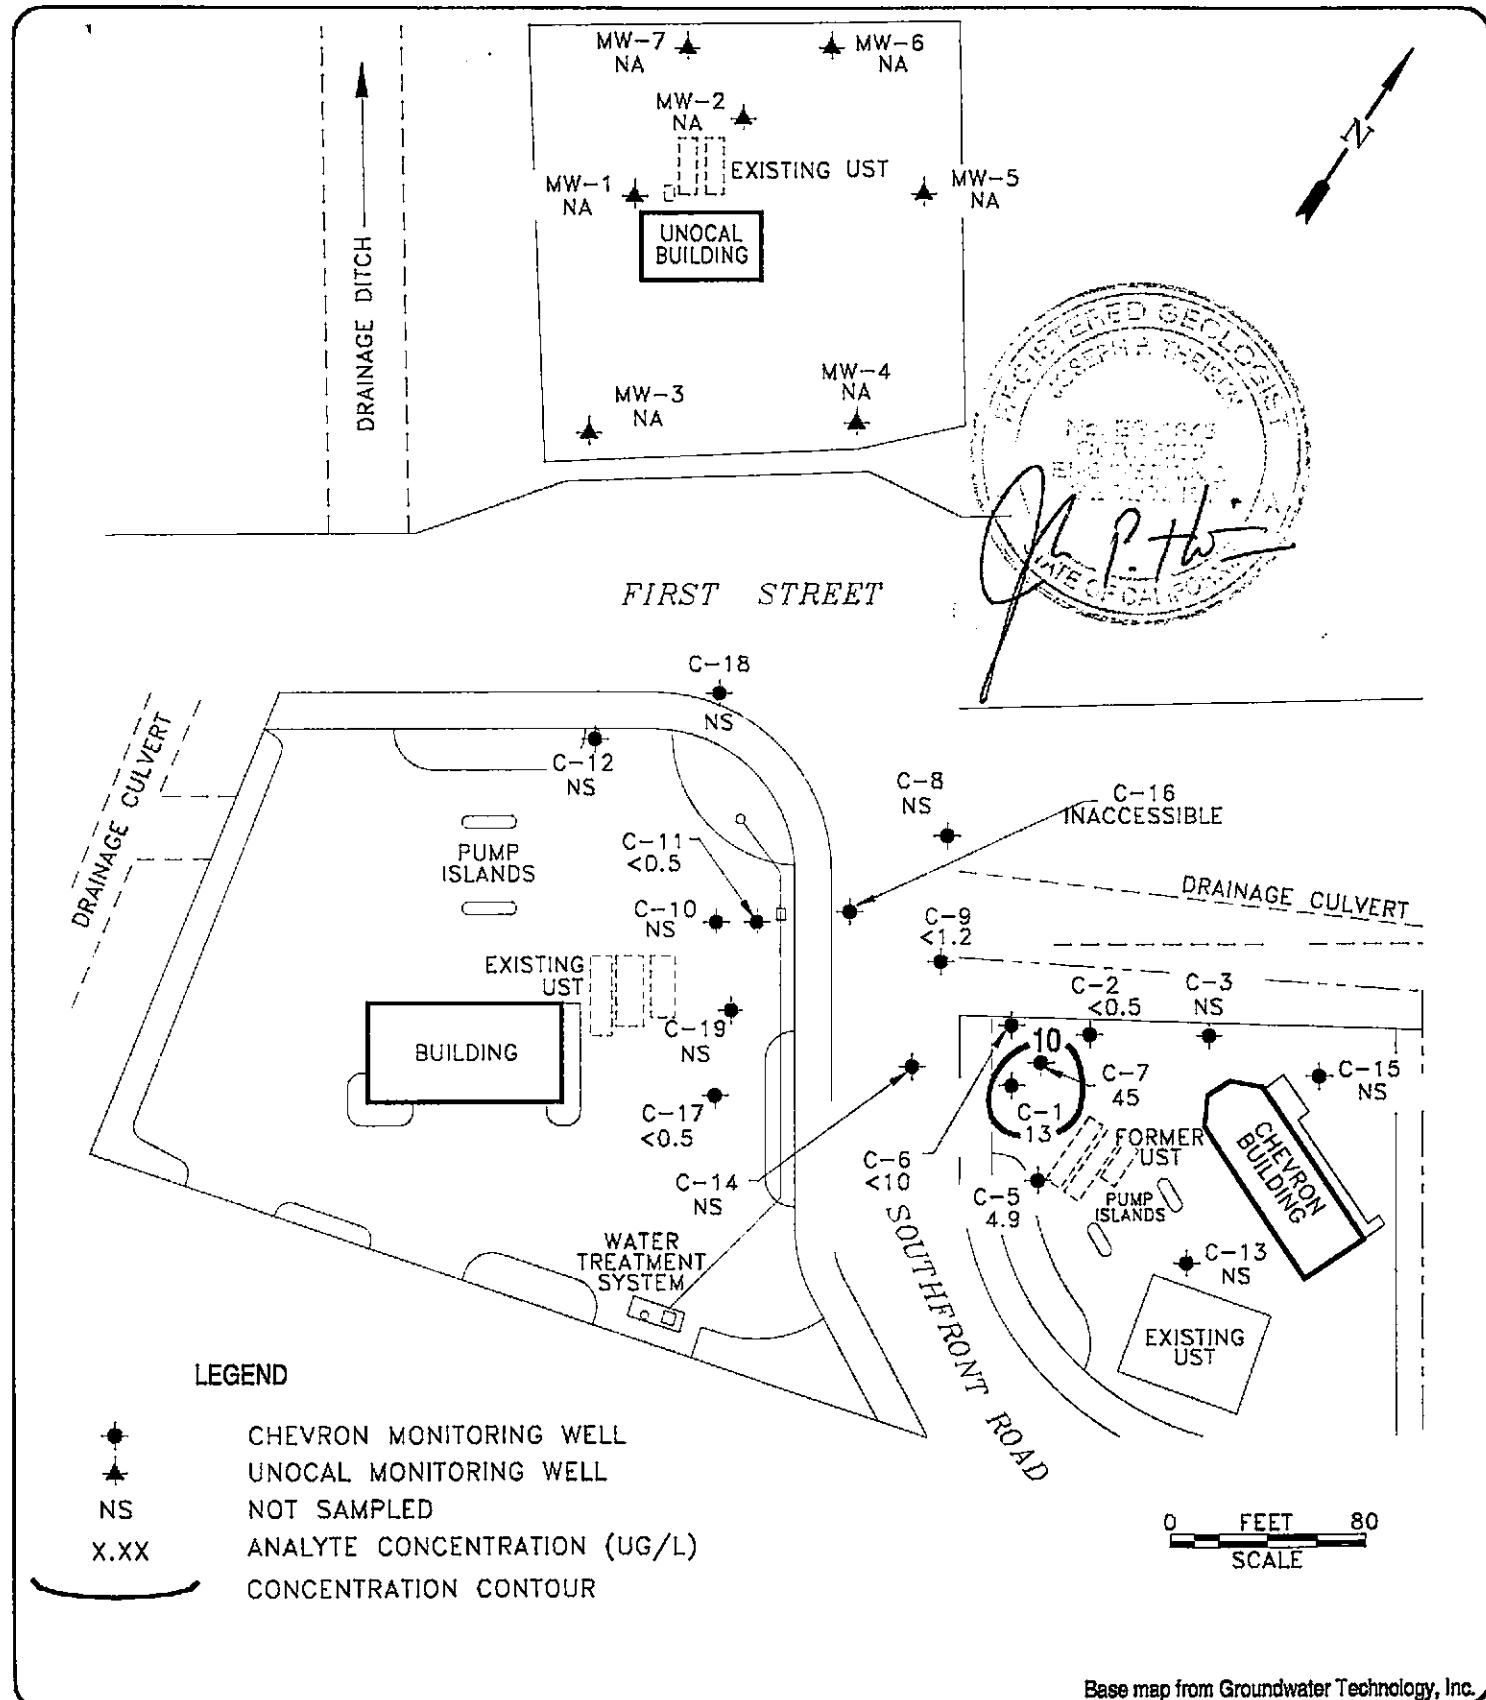 MW-7
NA
MW-6
NA
MW-2
NA
EXISTING UST
MW-1
NA
MW-5
NA
UNOCAL
BUILDING
N
DRAINAGE DITCH
MW-3
NA
MW-4
NA
REGISTERED GEOLOGIST
STATE OF CALIFORNIA
FIRST STREET
C-18
NS
C-12
NS
DRAINAGE CULVERT
PUMP
ISLANDS
C-11
<0.5
C-8
NS
C-16
INACCESSIBLE
DRAINAGE CULVERT
C-10
NS
C-9
<1.2
EXISTING
UST
C-2
<0.5
C-3
NS
C-19
NS
BUILDING
10
C-7
45
C-15
NS
C-1
13
C-17
<0.5
FORMER
UST
CHEVRON
BUILDING
C-14
NS
C-6
<10
C-5
4.9
PUMP
ISLANDS
WATER
TREATMENT
SYSTEM
C-13
NS
SOUTHFRONT ROAD
EXISTING
UST
LEGEND
CHEVRON MONITORING WELL
UNOCAL MONITORING WELL
NS NOT SAMPLED
X.XX ANALYTE CONCENTRATION (UG/L)
CONCENTRATION CONTOUR
0 FEET 80
SCALE
Base map from Groundwater Technology, Inc.